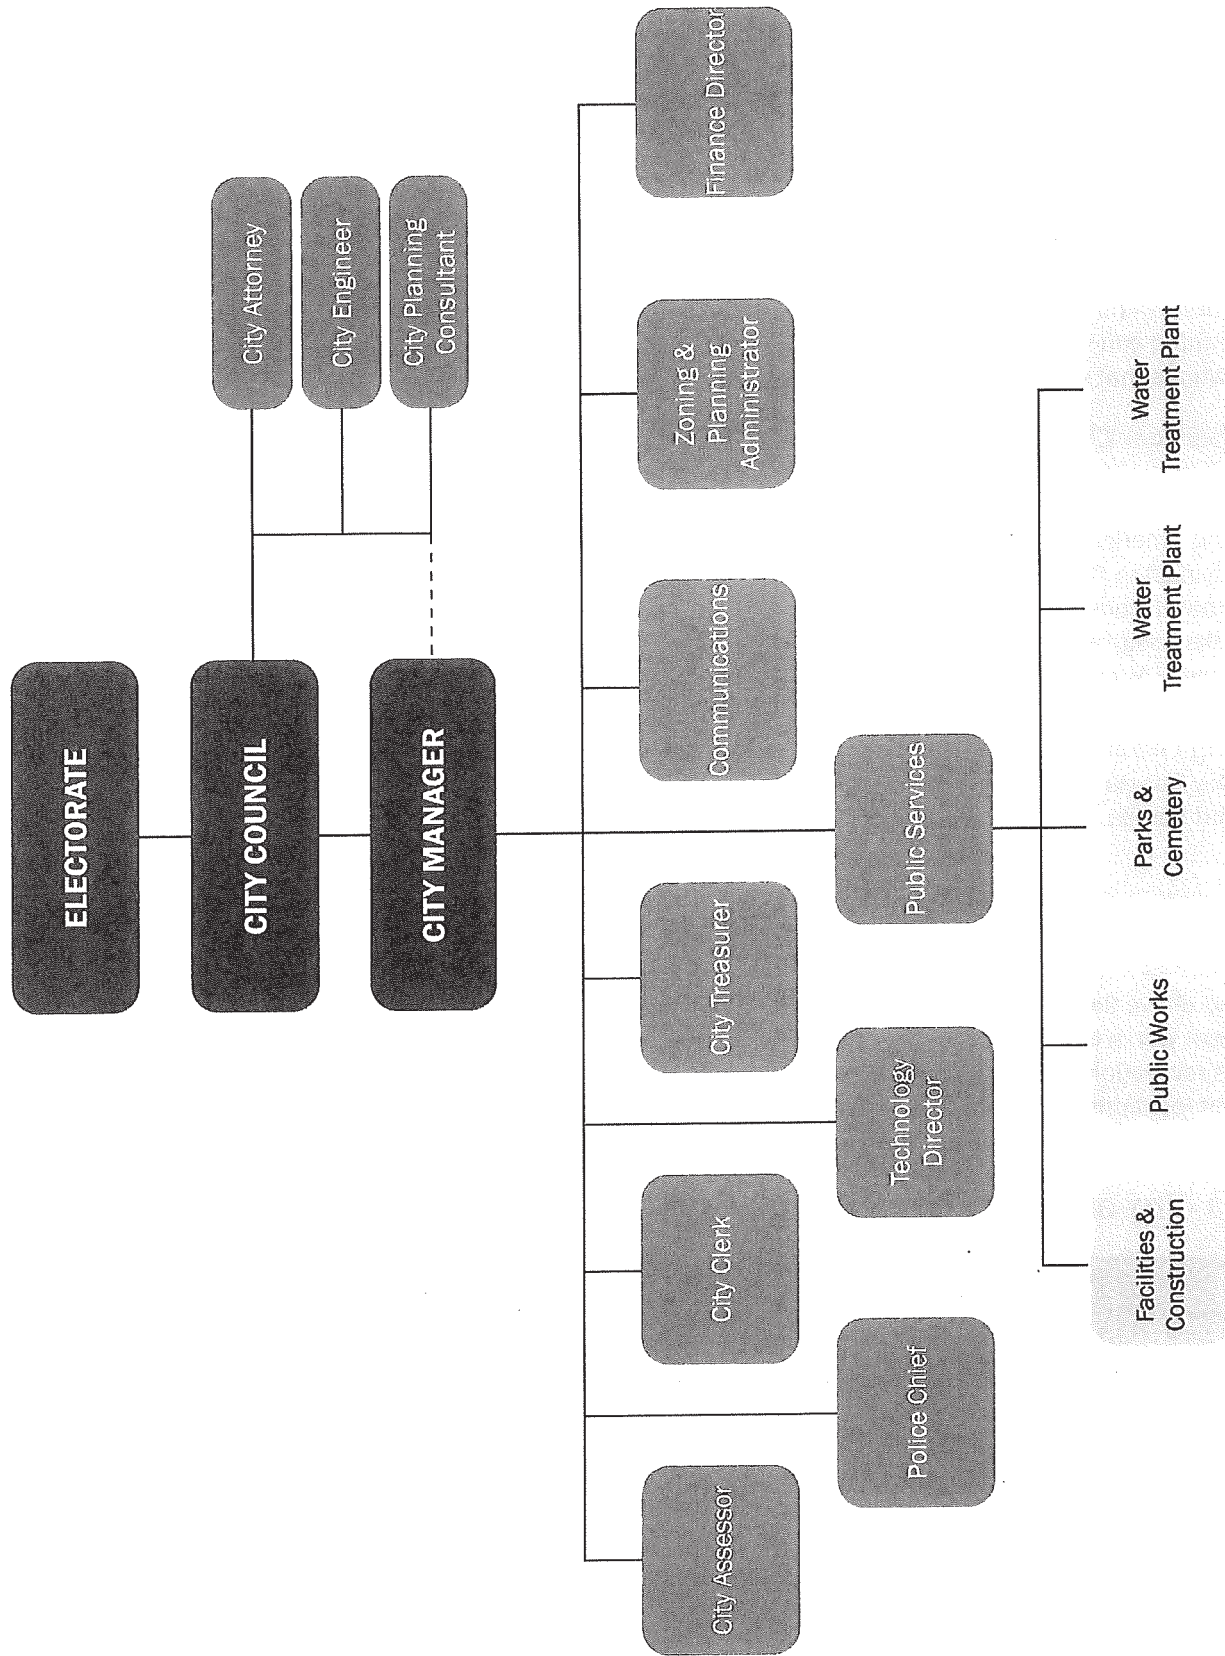 ELECTORATE
CITY COUNCIL
CITY MANAGER
City Attorney
City Engineer
City Planning
Consultant
City Assessor
City Clerk
City Treasurer
Communications
Zoning &
Planning
Administrator
Finance Director
Police Chief
Technology
Director
Public Services
Facilities &
Construction
Public Works
Parks &
Cemetery
Water
Treatment Plant
Water
Treatment Plant